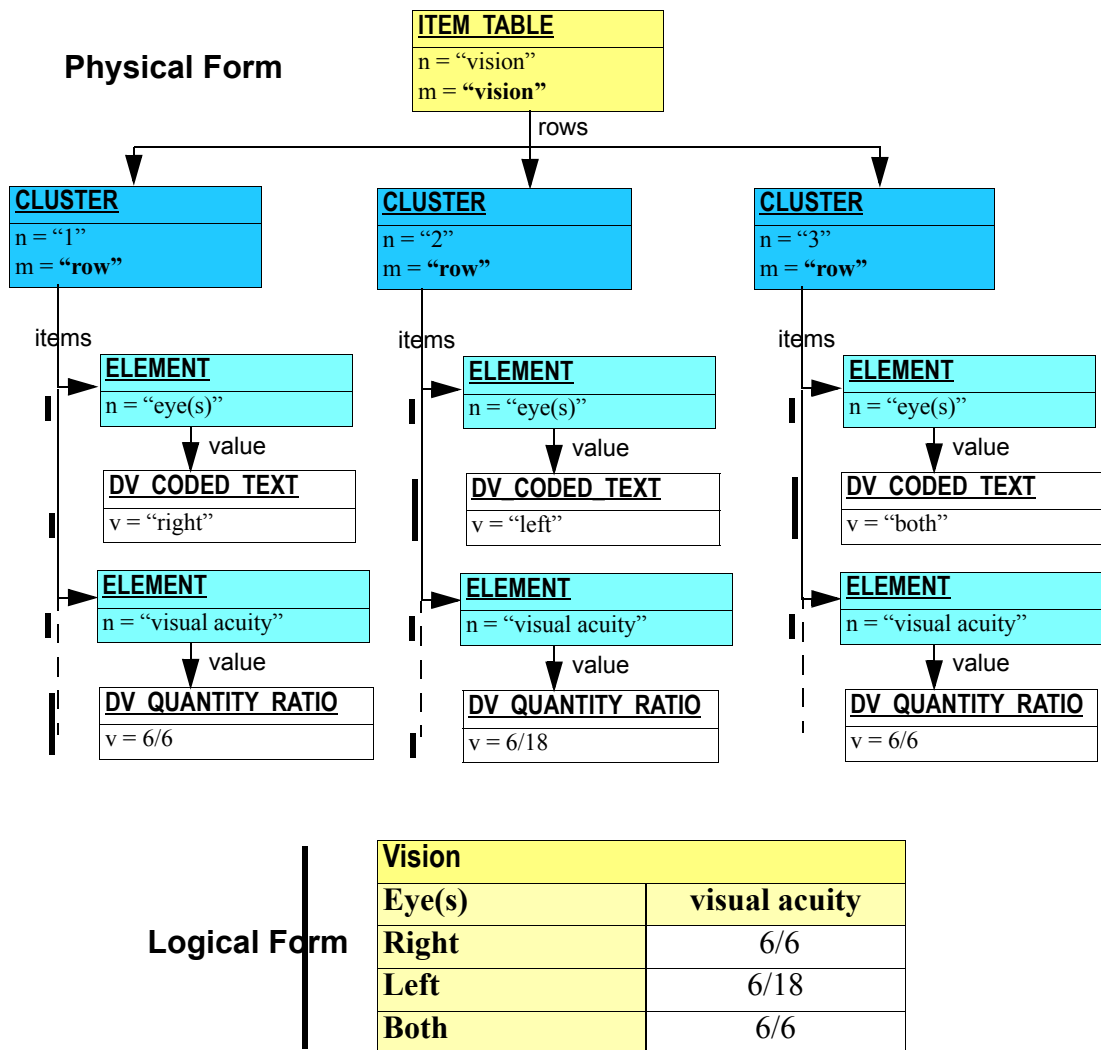 Physical Form
ITEM_TABLE
n = “vision”
m = “vision”
rows
CLUSTER
n = “1”
m = “row”
CLUSTER
n = “2”
m = “row”
CLUSTER
n = “3”
m = “row”
items
items
items
ELEMENT
n = “eye(s)”
value
DV_CODED_TEXT
v = “right”
ELEMENT
n = “visual acuity”
value
DV_QUANTITY_RATIO
v = 6/6
ELEMENT
n = “eye(s)”
value
DV_CODED_TEXT
v = “left”
ELEMENT
n = “visual acuity”
value
DV_QUANTITY_RATIO
v = 6/18
ELEMENT
n = “eye(s)”
value
DV_CODED_TEXT
v = “both”
ELEMENT
n = “visual acuity”
value
DV_QUANTITY_RATIO
v = 6/6
Logical Form
Vision
Eye(s) visual acuity
Right 6/6
Left 6/18
Both 6/6